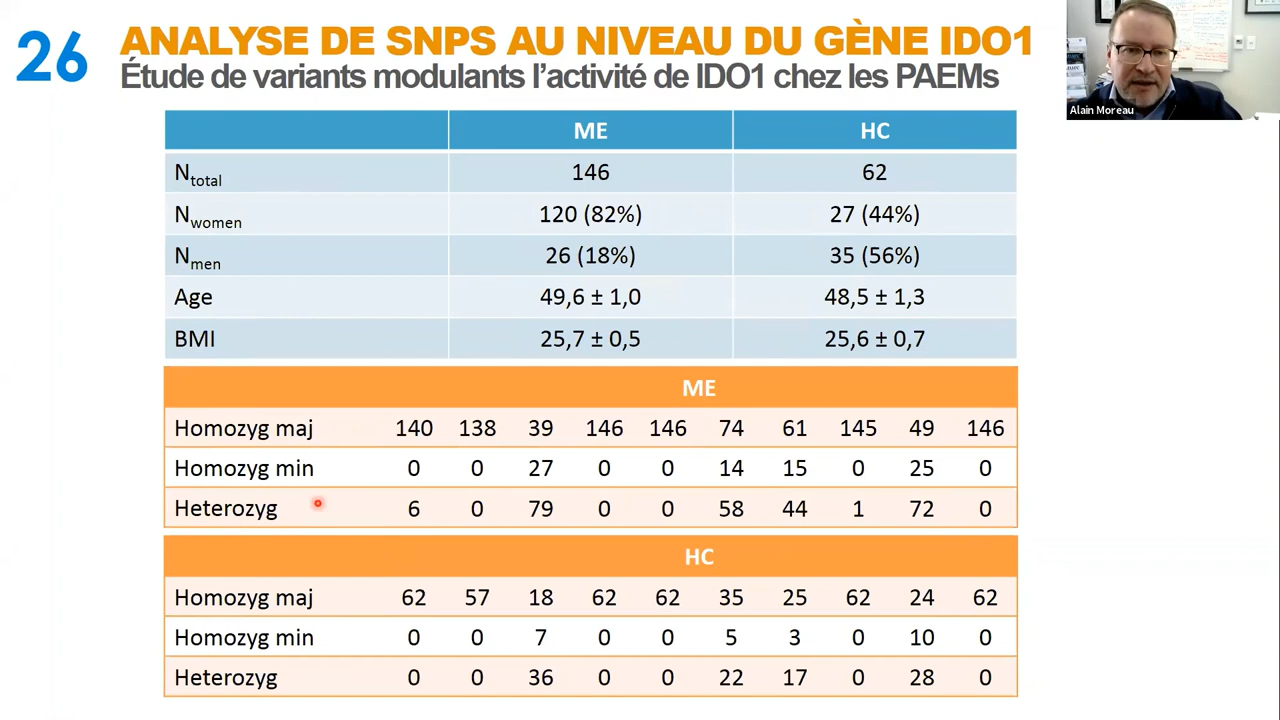 26
ANALYSE DE SNPS AU NIVEAU DU GÈNE IDO1
Étude de variants modulants l’activité de IDO1 chez les PAEMs
Alain Moreau
ME HC
Ntotal 146 62
Nwomen 120 (82%) 27 (44%)
Nmen 26 (18%) 35 (56%)
Age 49,6 ± 1,0 48,5 ± 1,3
BMI 25,7 ± 0,5 25,6 ± 0,7
ME
Homozyg maj 140 138 39 146 146 74 61 145 49 146
Homozyg min 0 0 27 0 0 14 15 0 25 0
Heterozyg 6 0 79 0 0 58 44 1 72 0
HC
Homozyg maj 62 57 18 62 62 35 25 62 24 62
Homozyg min 0 0 7 0 0 5 3 0 10 0
Heterozyg 0 0 36 0 0 22 17 0 28 0